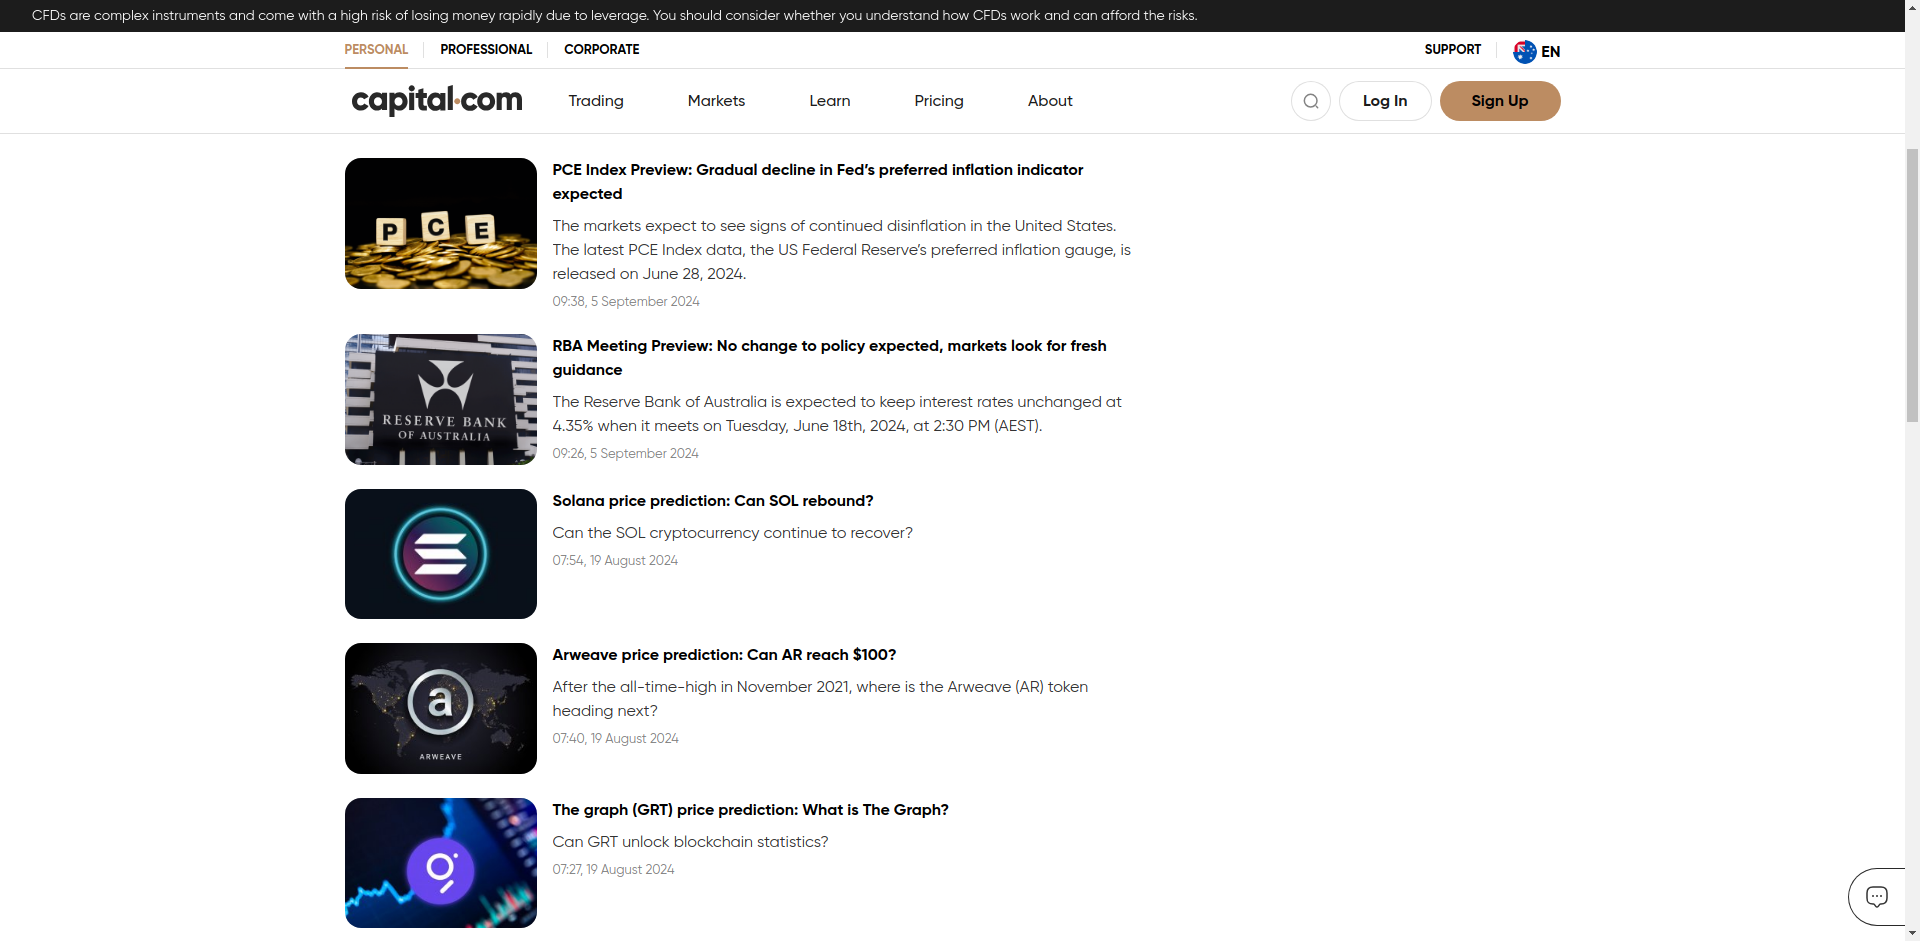 CFDs are complex instruments and come with a high risk of losing money rapidly due to leverage. You should consider whether you understand how CFDs work and can afford the risks.
PERSONAL PROFESSIONAL CORPORATE SUPPORT EN
capital.com Trading Markets Learn Pricing About Log In Sign Up
P C E
PCE Index Preview: Gradual decline in Fed’s preferred inflation indicator
expected
The markets expect to see signs of continued disinflation in the United States.
The latest PCE Index data, the US Federal Reserve’s preferred inflation gauge, is
released on June 28, 2024.
09:38, 5 September 2024
RESERVE BANK
OF AUSTRALIA
RBA Meeting Preview: No change to policy expected, markets look for fresh
guidance
The Reserve Bank of Australia is expected to keep interest rates unchanged at
4.35% when it meets on Tuesday, June 18th, 2024, at 2:30 PM (AEST).
09:26, 5 September 2024
Solana price prediction: Can SOL rebound?
Can the SOL cryptocurrency continue to recover?
07:54, 19 August 2024
a
ARWEAVE
Arweave price prediction: Can AR reach $100?
After the all-time-high in November 2021, where is the Arweave (AR) token
heading next?
07:40, 19 August 2024
The graph (GRT) price prediction: What is The Graph?
Can GRT unlock blockchain statistics?
07:27, 19 August 2024